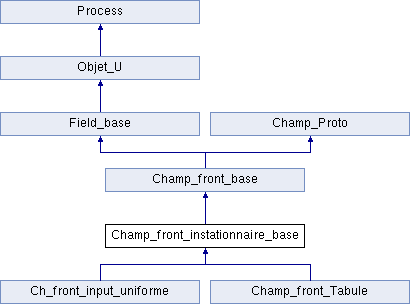 Process
Objet_U
Field_base
Champ_Proto
Champ_front_base
Champ_front_instationnaire_base
Ch_front_input_uniforme
Champ_front_Tabule